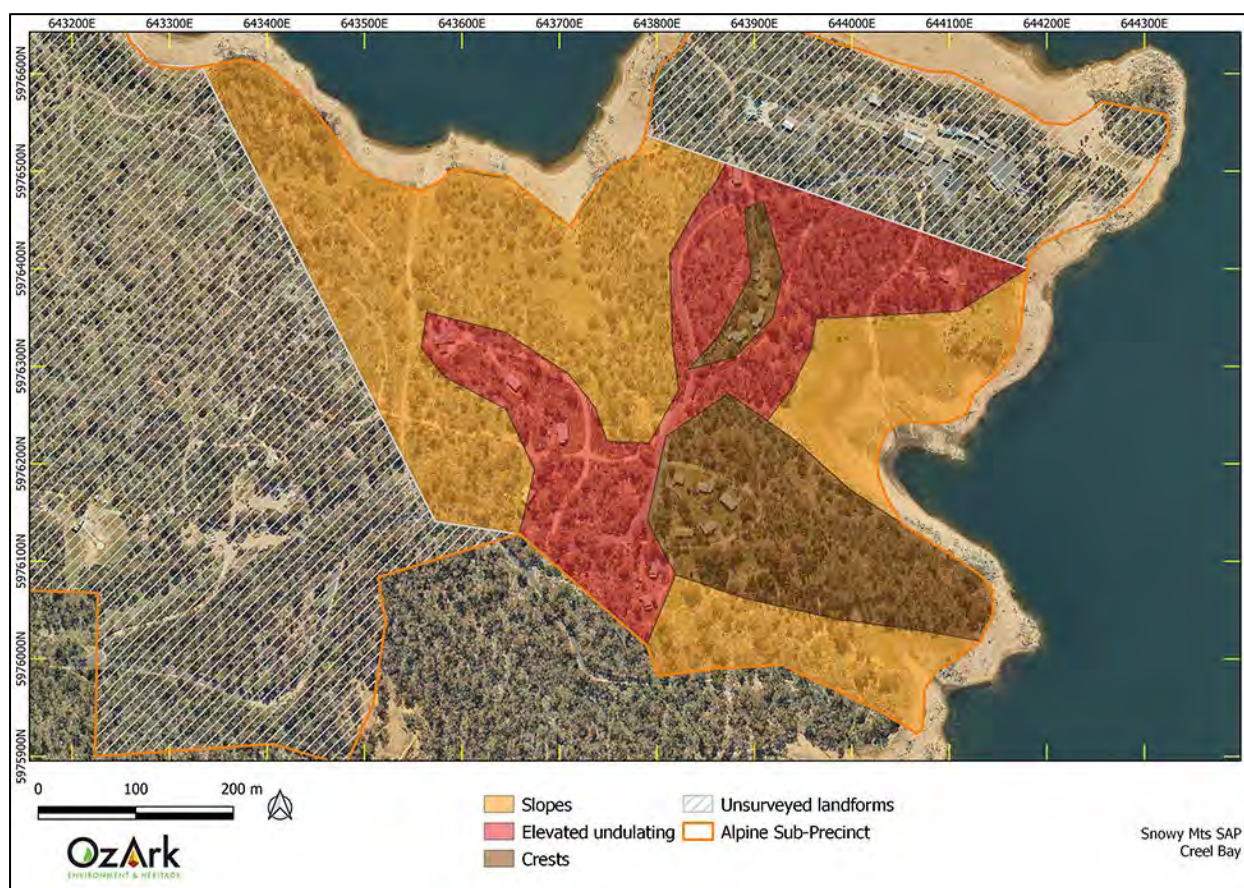 643200E 643300E 643400E 643500E 643600E 643700E 643800E 643900E 644000E 644100E 644200E 644300E
5976600N
5976500N
5976400N
5976300N
5976200N
5976100N
5976000N
5975900N
0 100 200 m
Slopes
Elevated undulating
Crests
Unsurveyed landforms
Alpine Sub-Precinct
OzArk
ENVIRONMENT & HERITAGE
Snowy Mts SAP
Creel Bay